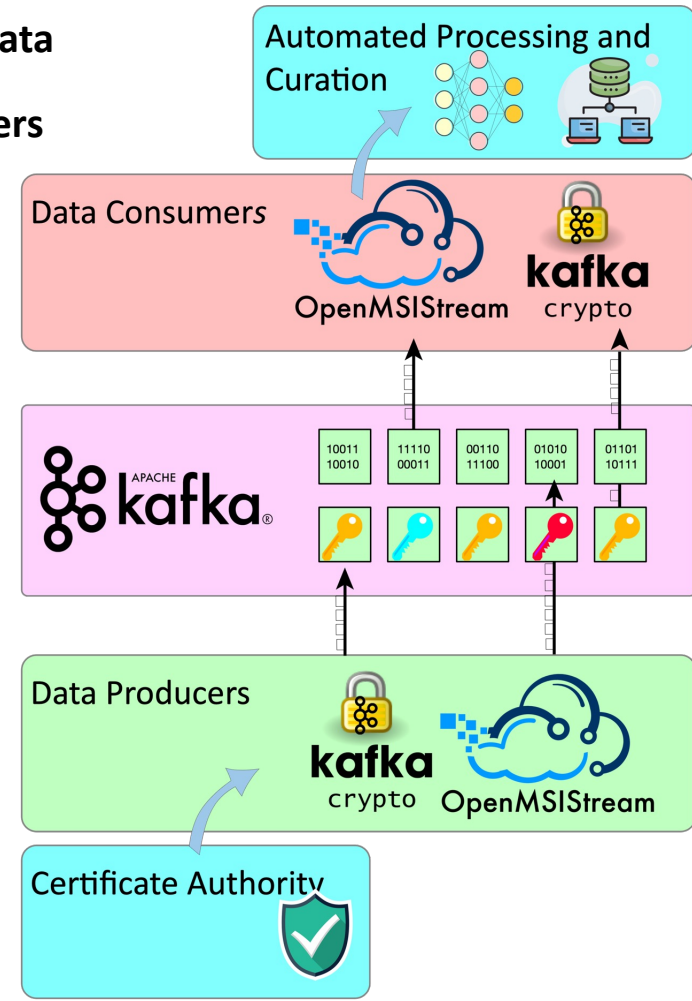 ata
ers
Automated Processing and
Curation
Data Consumers
OpenMSIStream
kafka
crypto
APACHE
kafka®
10011
10010
11110
00011
00110
11100
01010
10001
01101
10111
Data Producers
kafka
crypto
OpenMSIStream
Certificate Authority